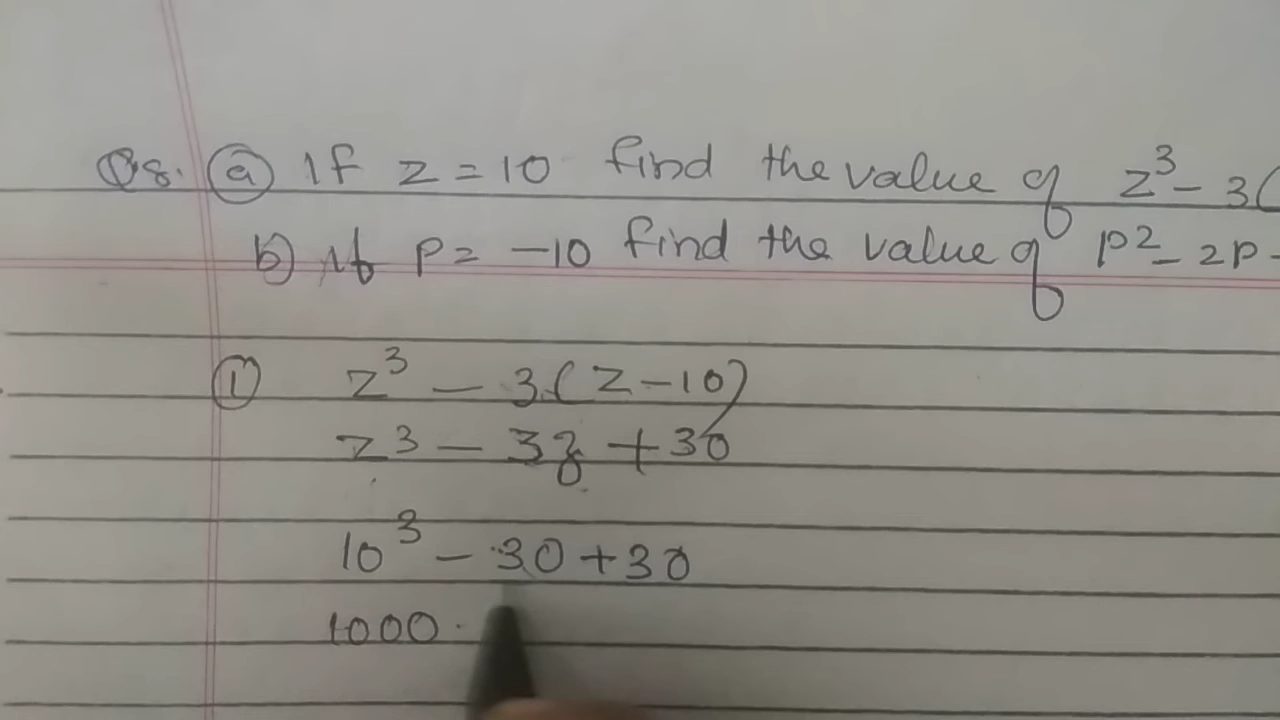 Q8. (a) If z = 10 find the value of z³ - 3(
b) If p = -10 find the value of p² - 2p -
(1) z³ - 3(z - 10)
z³ - 3z + 30
10³ - 30 + 30
1000